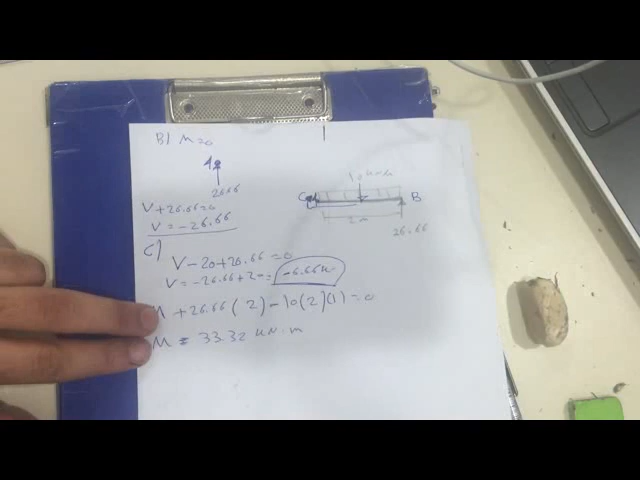 B) M=0
26.66
V+26.66=0
V = -26.66
C)
V - 20 + 26.66 = 0
V = -26.66 + 20 = -6.66
M + 26.66 ( 2 ) - 10(2)(1) = 0
M = 33.32 kN.m
C
B
2 m
26.66